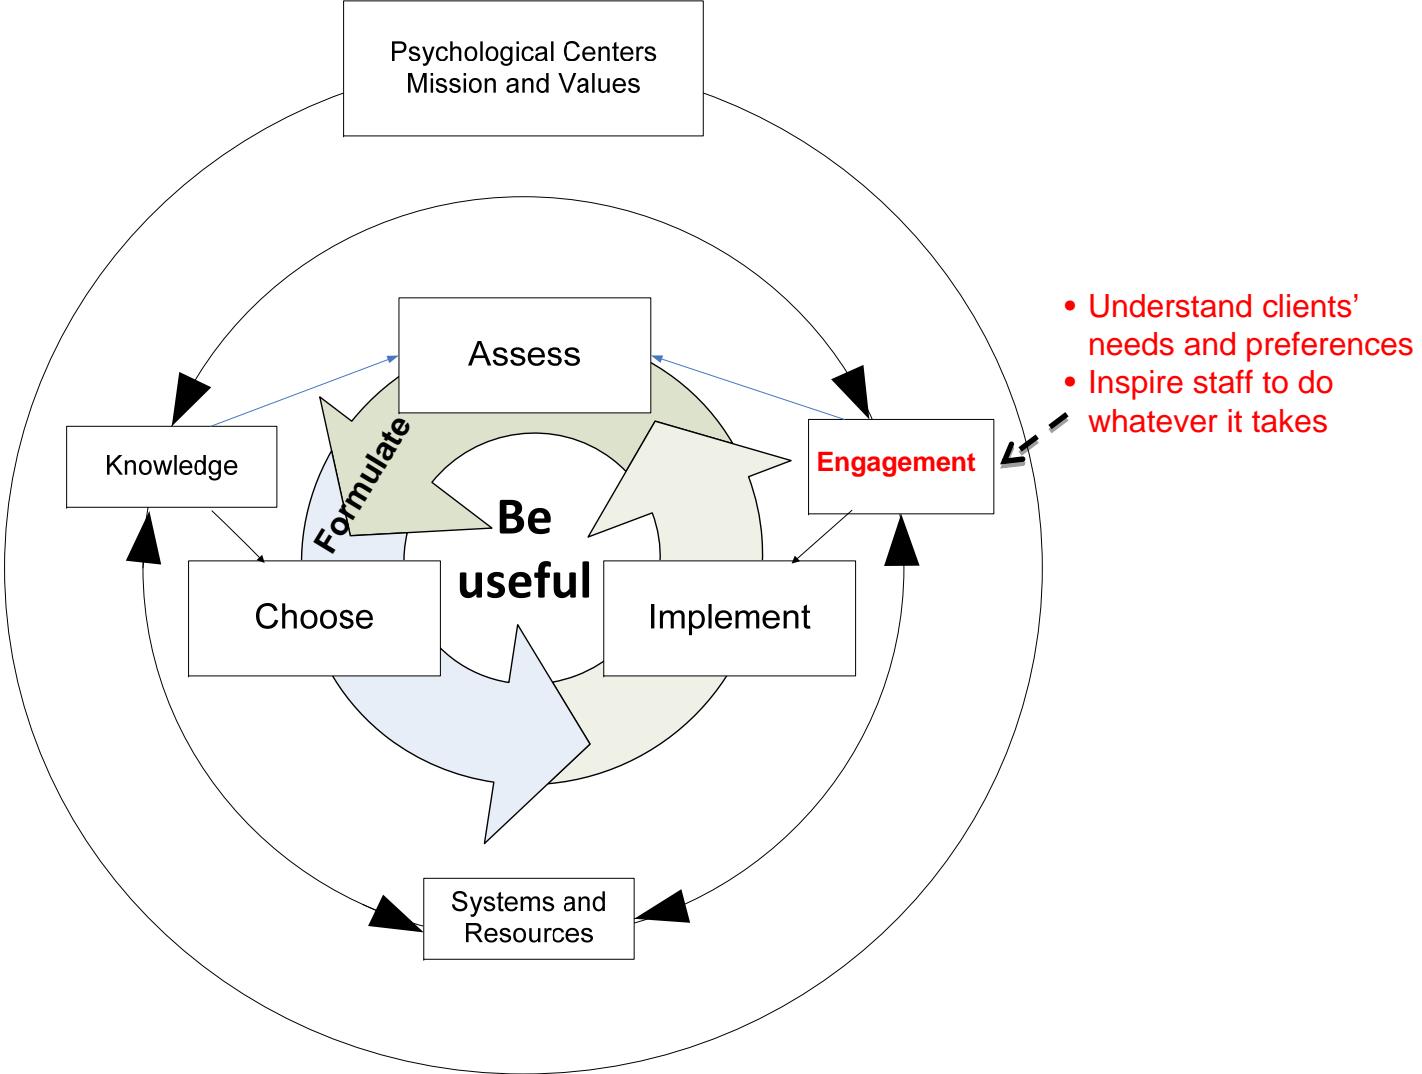 Psychological Centers
Mission and Values
Assess
• Understand clients’
needs and preferences
• Inspire staff to do
whatever it takes
Knowledge
Formulate
Engagement
Be
useful
Choose
Implement
Systems and
Resources